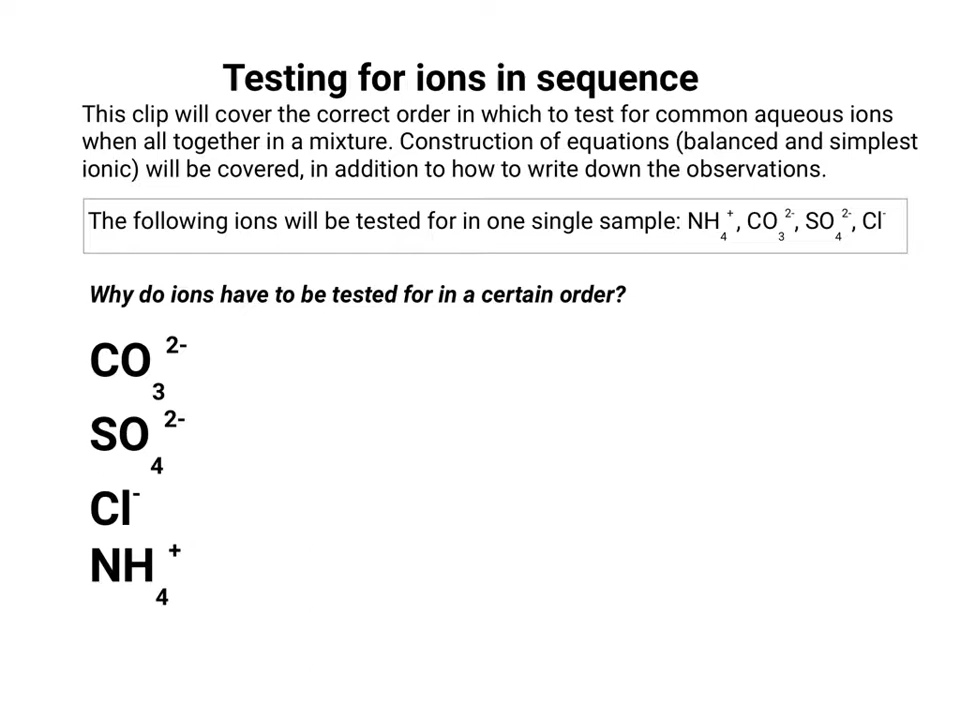 Testing for ions in sequence
This clip will cover the correct order in which to test for common aqueous ions
when all together in a mixture. Construction of equations (balanced and simplest
ionic) will be covered, in addition to how to write down the observations.
The following ions will be tested for in one single sample: NH₄⁺, CO₃²⁻, SO₄²⁻, Cl⁻
Why do ions have to be tested for in a certain order?
CO₃²⁻
SO₄²⁻
Cl⁻
NH₄⁺